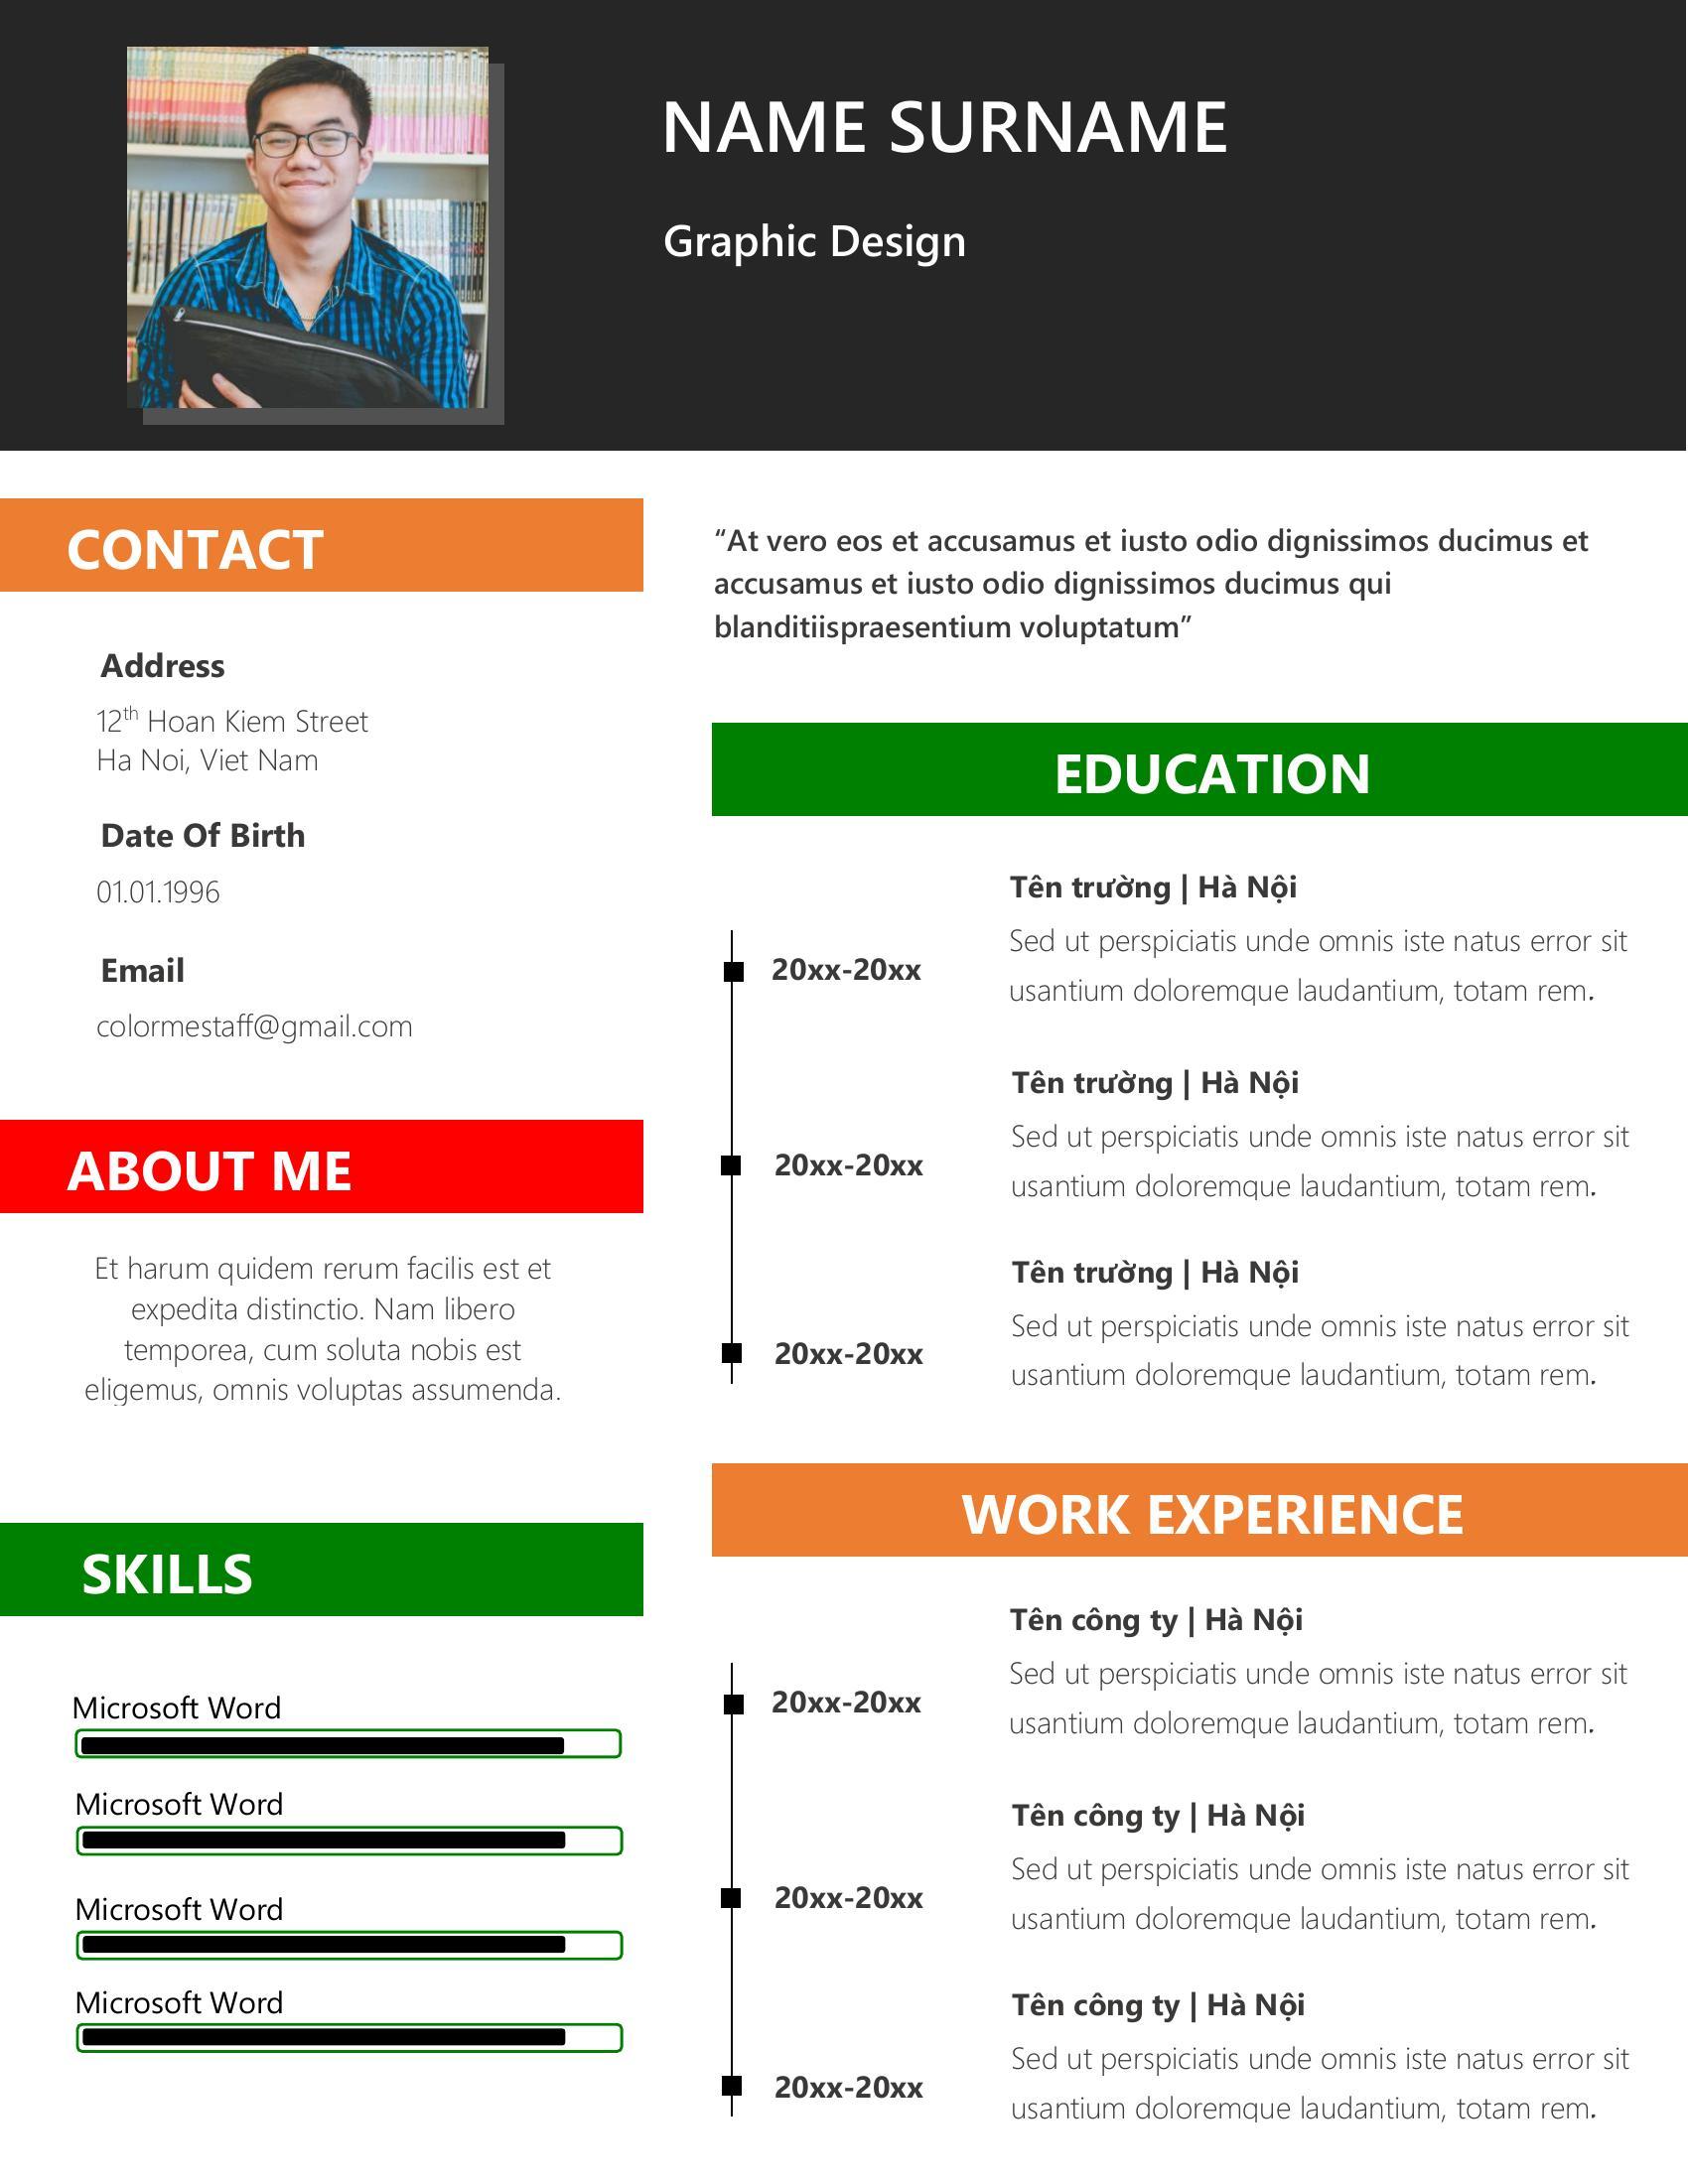 NAME SURNAME
Graphic Design
CONTACT
Address
12th Hoan Kiem Street
Ha Noi, Viet Nam
Date Of Birth
01.01.1996
Email
colormestaff@gmail.com
ABOUT ME
Et harum quidem rerum facilis est et
expedita distinctio. Nam libero
temporea, cum soluta nobis est
eligemus, omnis voluptas assumenda.
SKILLS
Microsoft Word
Microsoft Word
Microsoft Word
Microsoft Word
“At vero eos et accusamus et iusto odio dignissimos ducimus et
accusamus et iusto odio dignissimos ducimus qui
blanditiispraesentium voluptatum”
EDUCATION
Tên trường | Hà Nội
20xx-20xx
Sed ut perspiciatis unde omnis iste natus error sit
usantium doloremque laudantium, totam rem.
Tên trường | Hà Nội
20xx-20xx
Sed ut perspiciatis unde omnis iste natus error sit
usantium doloremque laudantium, totam rem.
Tên trường | Hà Nội
20xx-20xx
Sed ut perspiciatis unde omnis iste natus error sit
usantium doloremque laudantium, totam rem.
WORK EXPERIENCE
Tên công ty | Hà Nội
20xx-20xx
Sed ut perspiciatis unde omnis iste natus error sit
usantium doloremque laudantium, totam rem.
Tên công ty | Hà Nội
20xx-20xx
Sed ut perspiciatis unde omnis iste natus error sit
usantium doloremque laudantium, totam rem.
Tên công ty | Hà Nội
20xx-20xx
Sed ut perspiciatis unde omnis iste natus error sit
usantium doloremque laudantium, totam rem.